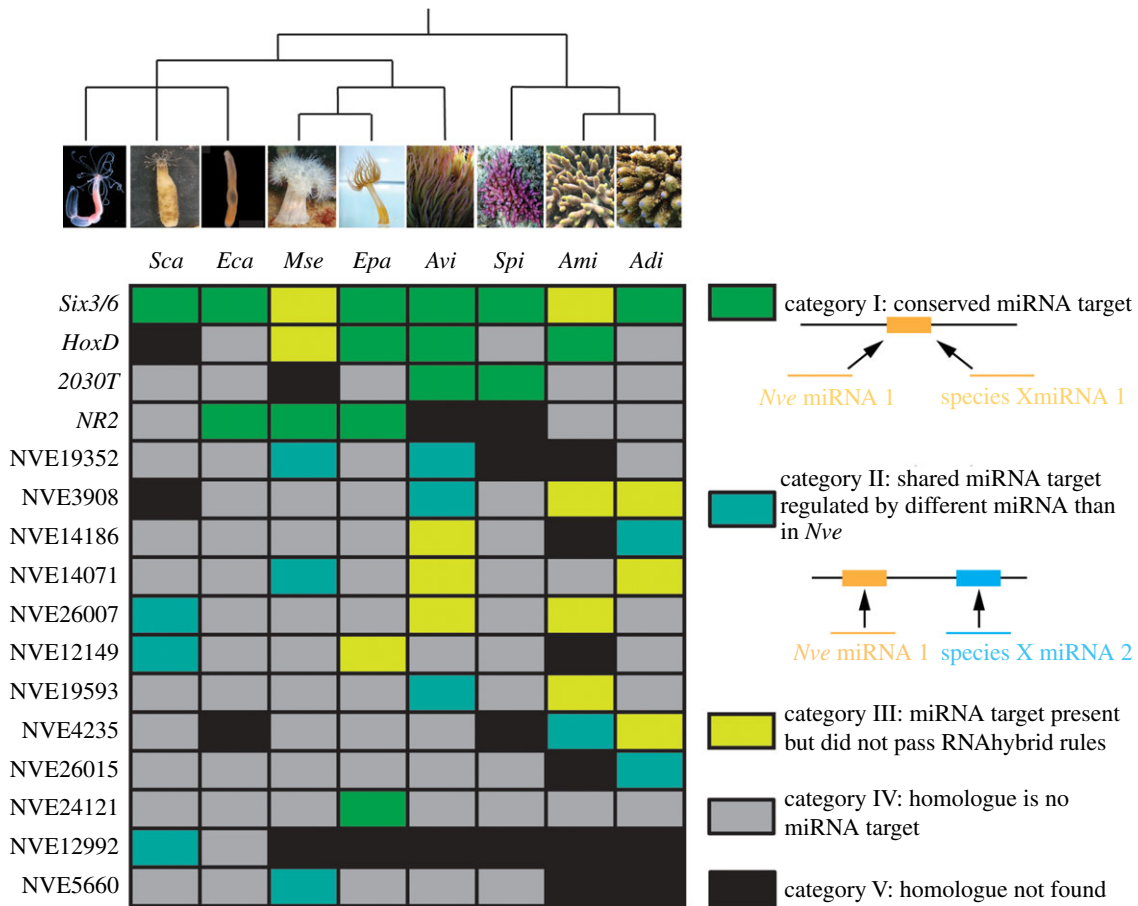 Sca Eca Mse Epa Avi Spi Ami Adi
Six3/6
HoxD
2030T
NR2
NVE19352
NVE3908
NVE14186
NVE14071
NVE26007
NVE12149
NVE19593
NVE4235
NVE26015
NVE24121
NVE12992
NVE5660
category I: conserved miRNA target
Nve miRNA 1
species XmiRNA 1
category II: shared miRNA target
regulated by different miRNA than
in Nve
Nve miRNA 1
species X miRNA 2
category III: miRNA target present
but did not pass RNAhybrid rules
category IV: homologue is no
miRNA target
category V: homologue not found